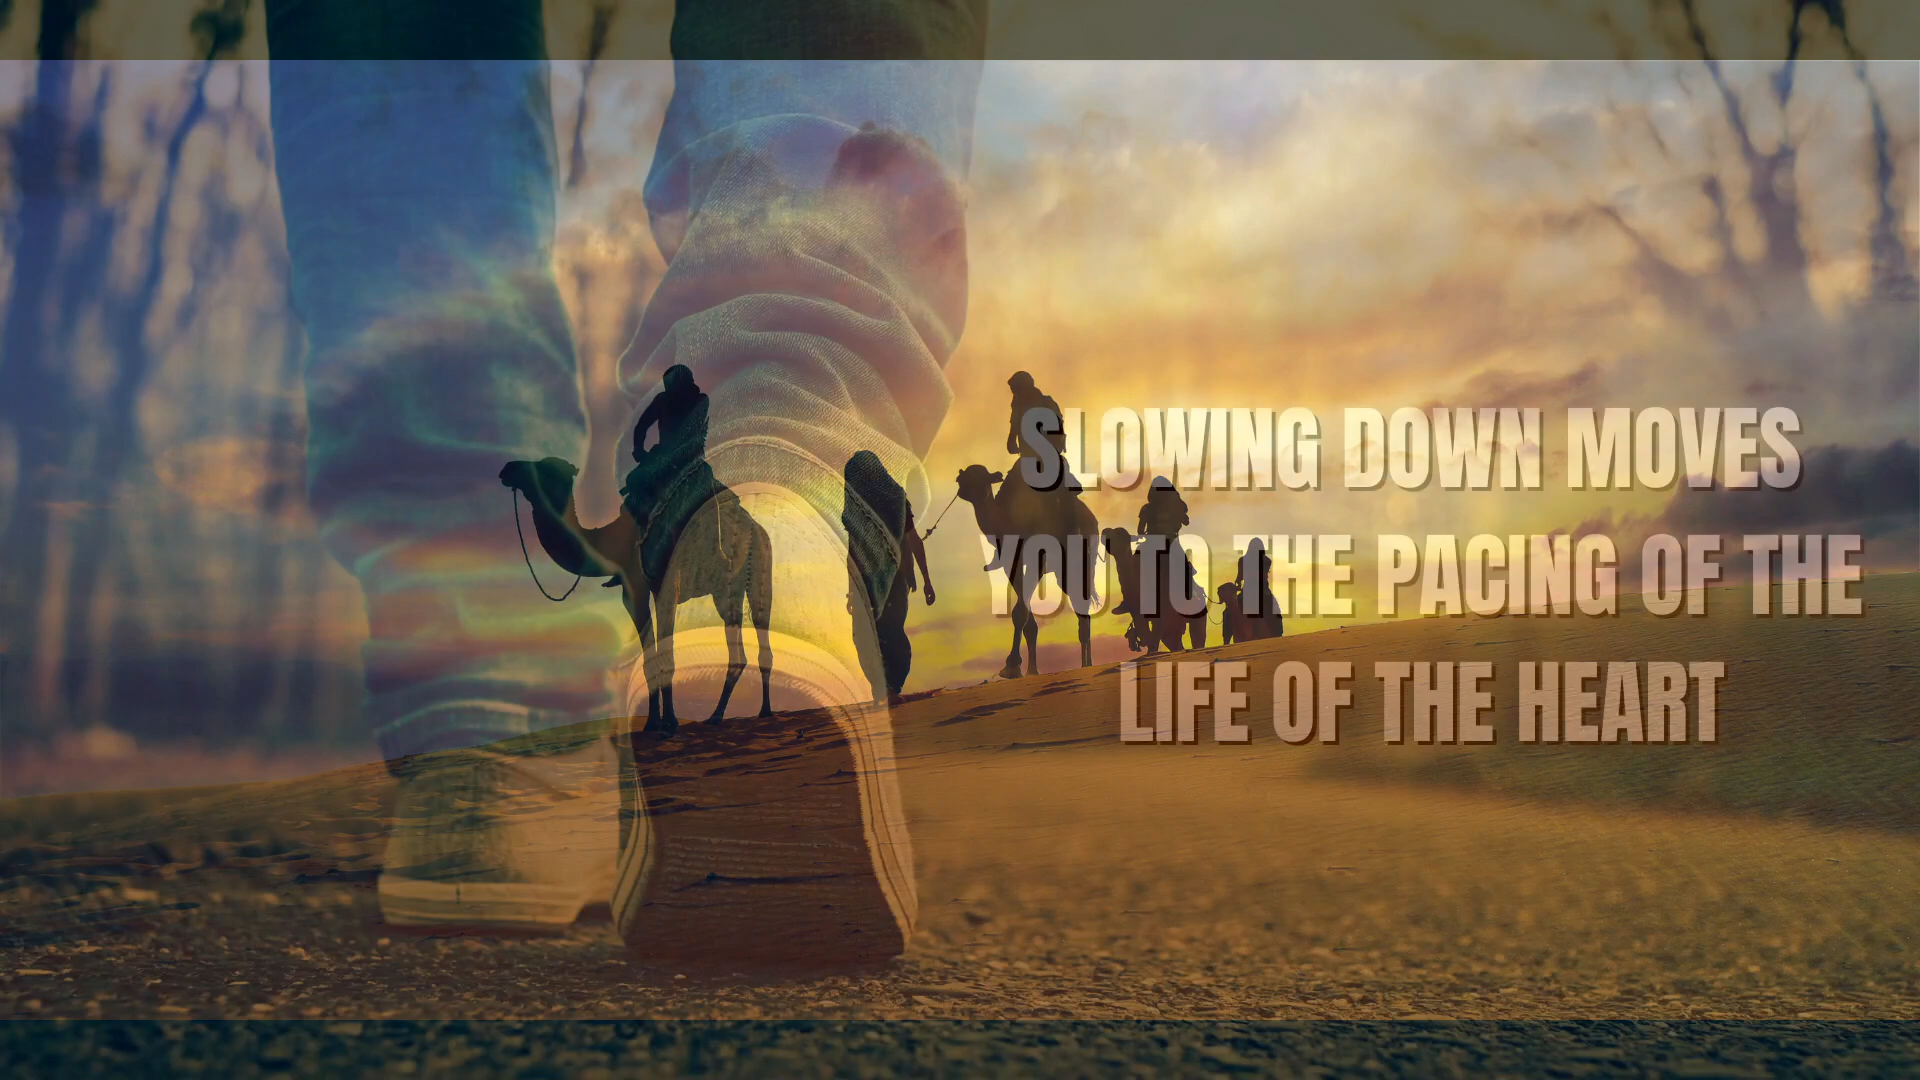 SLOWING DOWN MOVES
YOU TO THE PACING OF THE
LIFE OF THE HEART